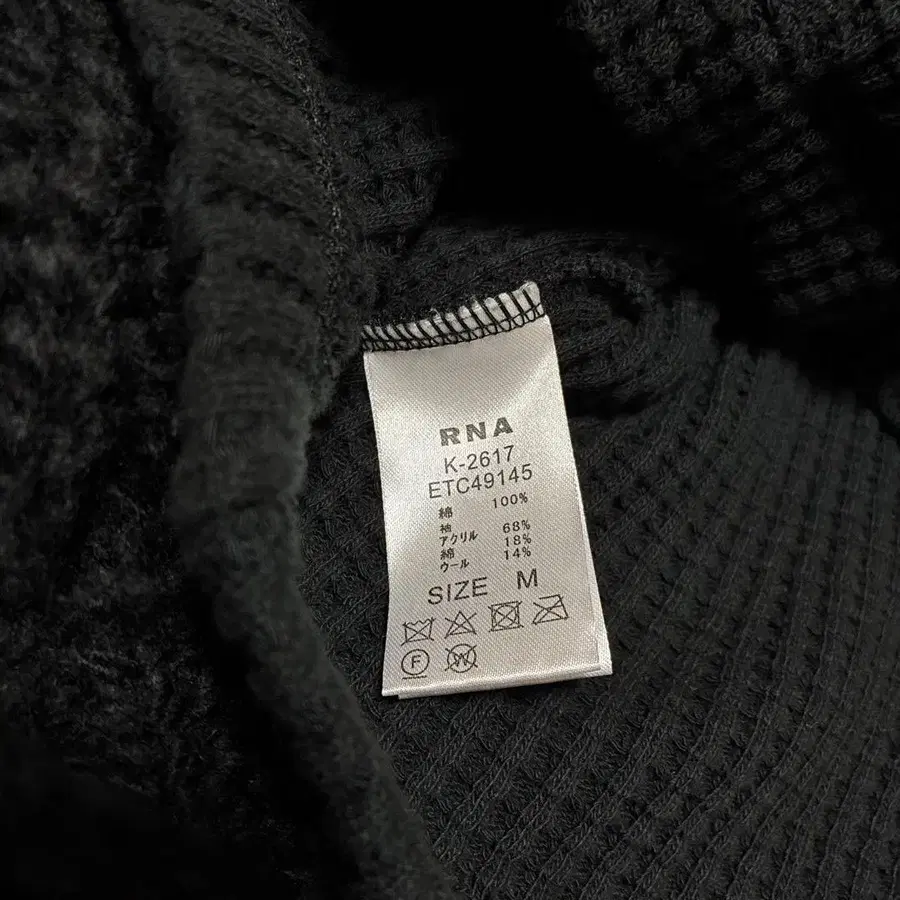 RNA
K-2617
ETC49145
綿 100%
袖
アクリル 68%
綿 18%
ウール 14%
SIZE M
F
W